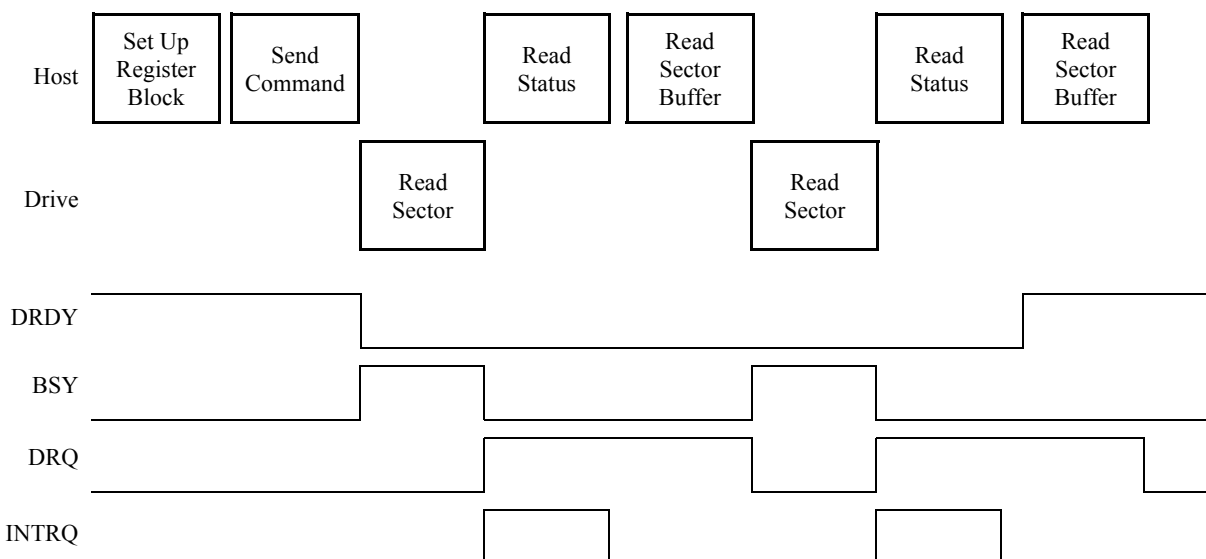 Host
Set Up
Register
Block
Send
Command
Read
Status
Read
Sector
Buffer
Read
Status
Read
Sector
Buffer
Drive
Read
Sector
Read
Sector
DRDY
BSY
DRQ
INTRQ